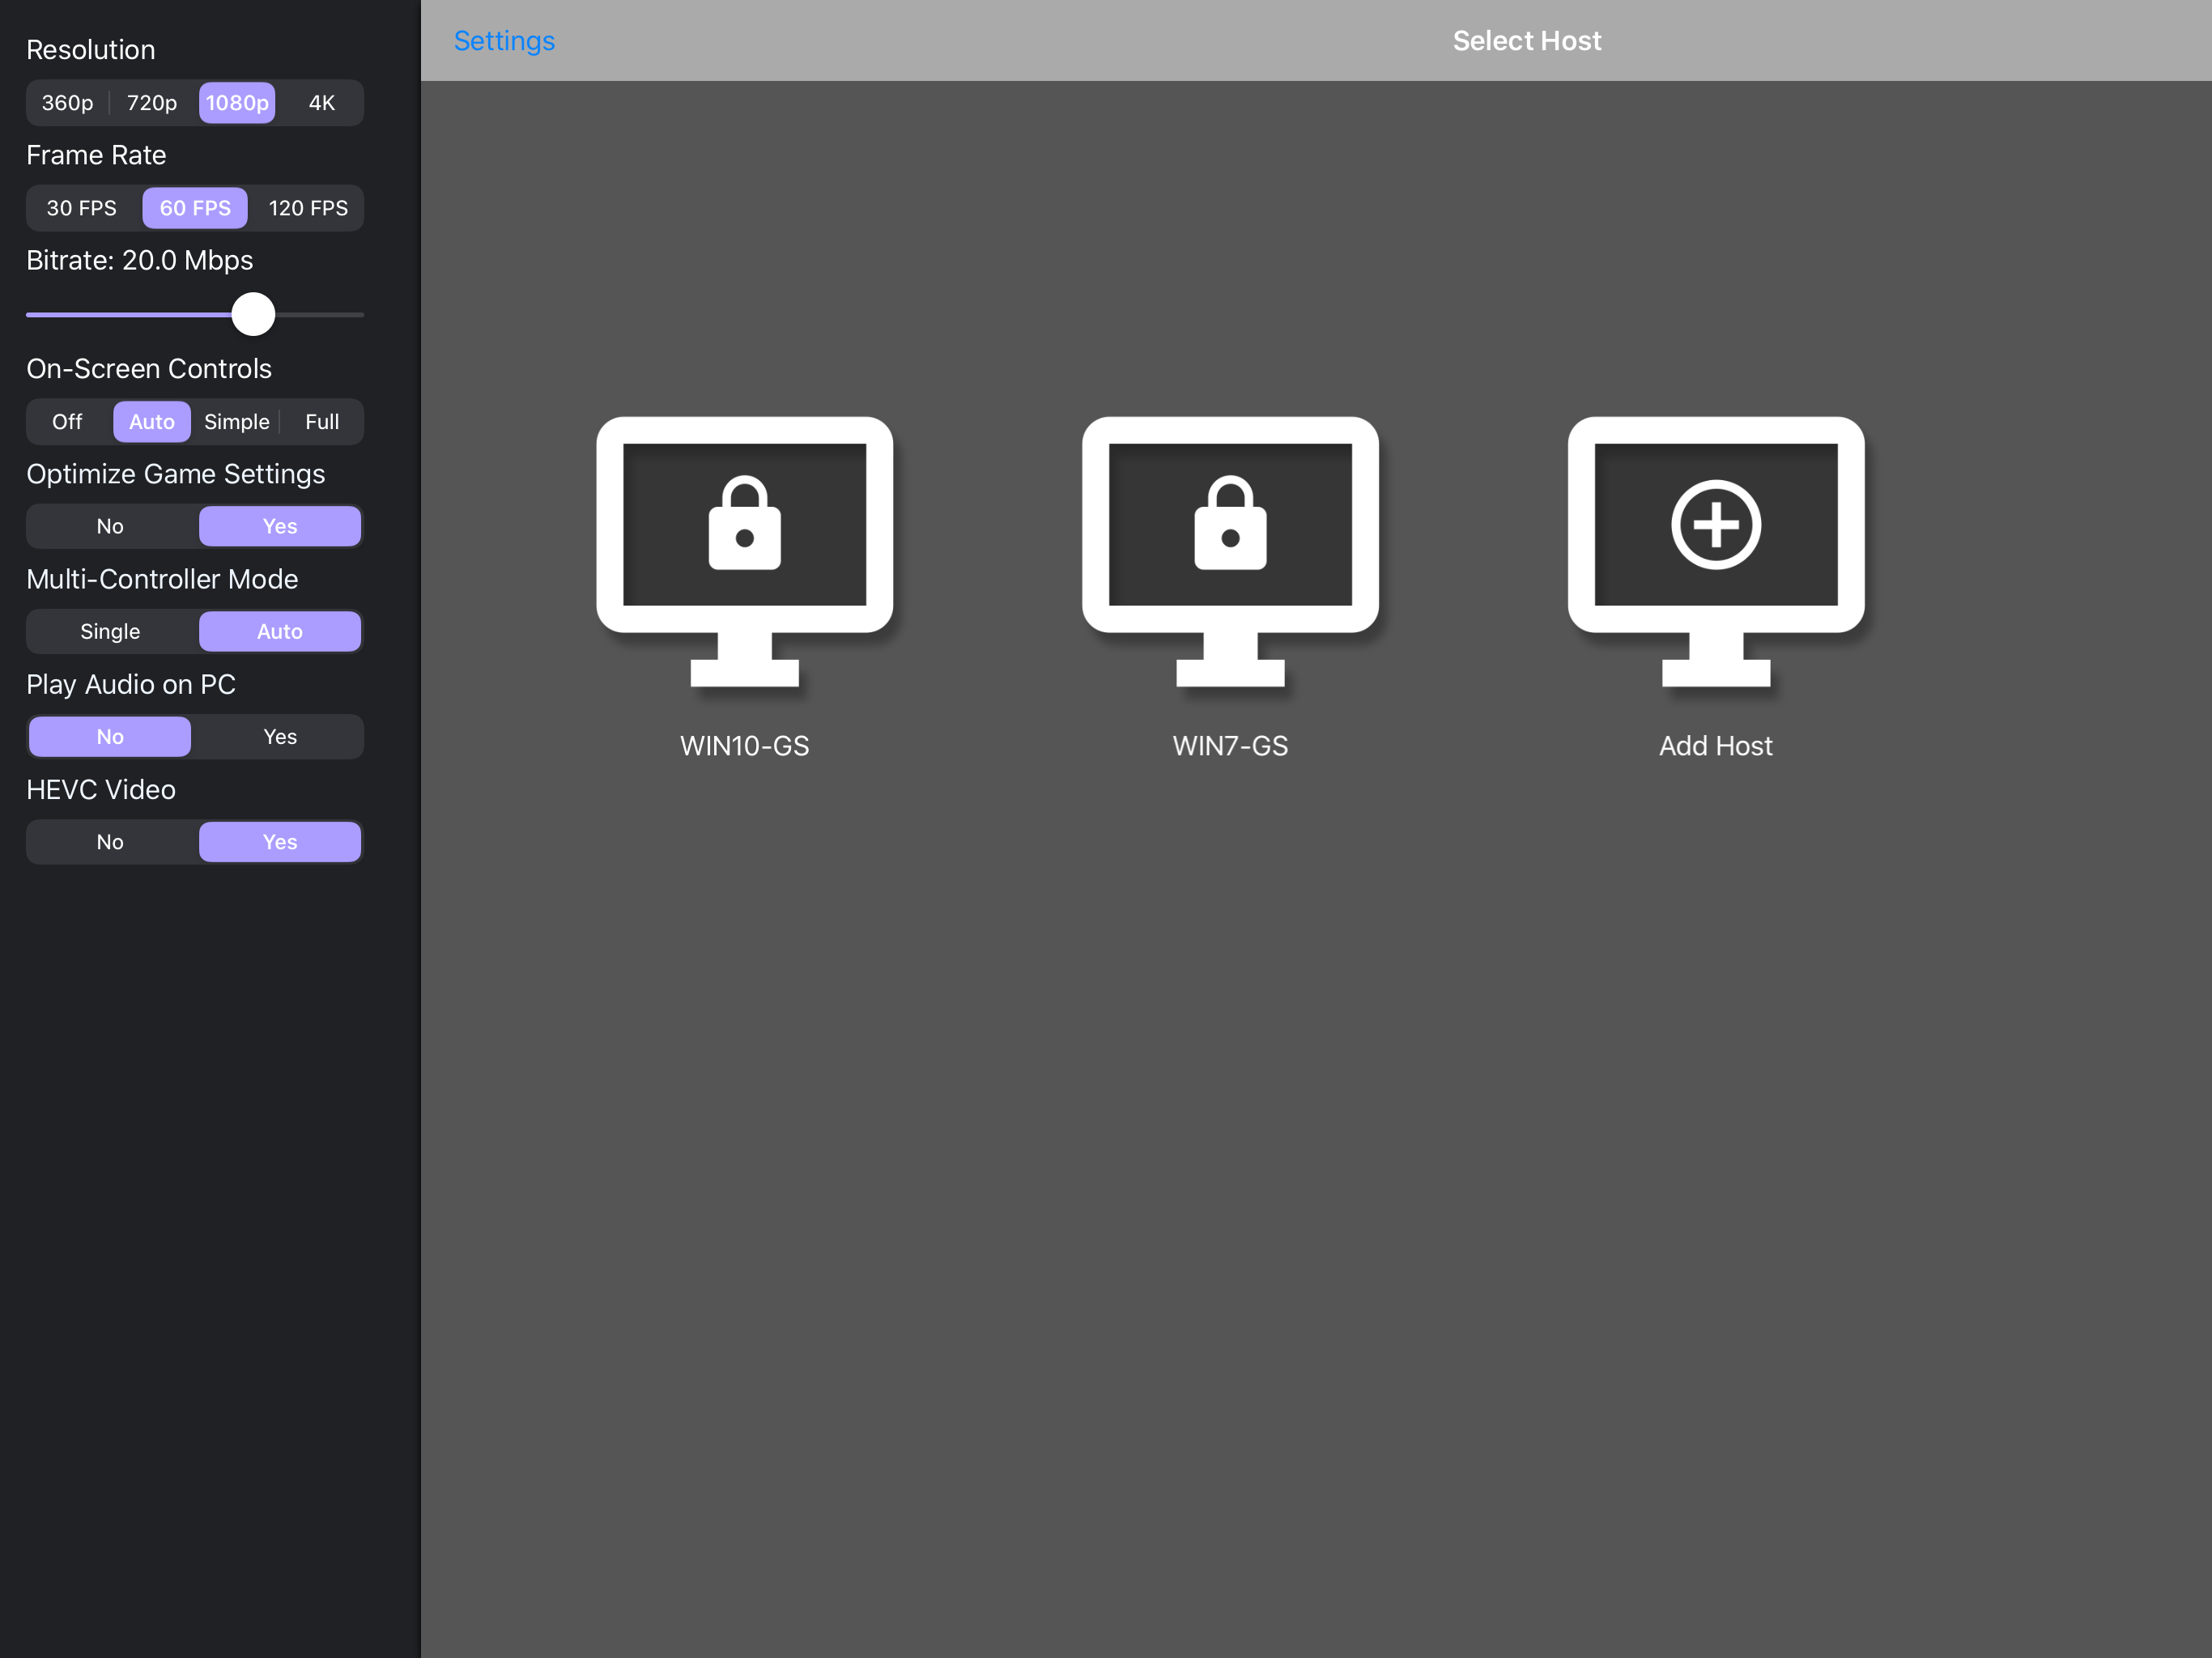 Resolution
360p 720p 1080p 4K
Frame Rate
30 FPS 60 FPS 120 FPS
Bitrate: 20.0 Mbps
On-Screen Controls
Off Auto Simple Full
Optimize Game Settings
No Yes
Multi-Controller Mode
Single Auto
Play Audio on PC
No Yes
HEVC Video
No Yes
Settings
Select Host
WIN10-GS
WIN7-GS
Add Host